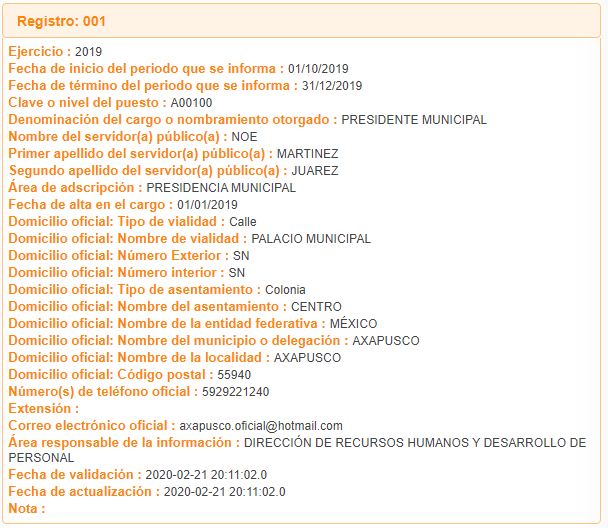 Registro: 001
Ejercicio : 2019
Fecha de inicio del periodo que se informa : 01/10/2019
Fecha de término del periodo que se informa : 31/12/2019
Clave o nivel del puesto : A00100
Denominación del cargo o nombramiento otorgado : PRESIDENTE MUNICIPAL
Nombre del servidor(a) público(a) : NOE
Primer apellido del servidor(a) público(a) : MARTINEZ
Segundo apellido del servidor(a) público(a) : JUAREZ
Área de adscripción : PRESIDENCIA MUNICIPAL
Fecha de alta en el cargo : 01/01/2019
Domicilio oficial: Tipo de vialidad : Calle
Domicilio oficial: Nombre de vialidad : PALACIO MUNICIPAL
Domicilio oficial: Número Exterior : SN
Domicilio oficial: Número interior : SN
Domicilio oficial: Tipo de asentamiento : Colonia
Domicilio oficial: Nombre del asentamiento : CENTRO
Domicilio oficial: Nombre de la entidad federativa : MÉXICO
Domicilio oficial: Nombre del municipio o delegación : AXAPUSCO
Domicilio oficial: Nombre de la localidad : AXAPUSCO
Domicilio oficial: Código postal : 55940
Número(s) de teléfono oficial : 5929221240
Extensión :
Correo electrónico oficial : axapusco.oficial@hotmail.com
Área responsable de la información : DIRECCIÓN DE RECURSOS HUMANOS Y DESARROLLO DE
PERSONAL
Fecha de validación : 2020-02-21 20:11:02.0
Fecha de actualización : 2020-02-21 20:11:02.0
Nota :